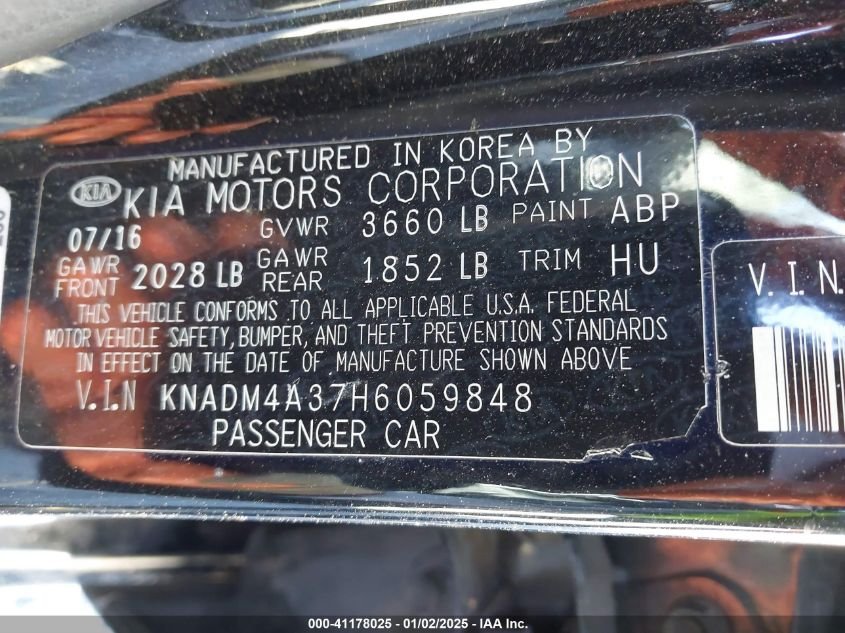 MANUFACTURED IN KOREA BY
KIA KIA MOTORS CORPORATION
07/16 GVWR 3660 LB PAINT ABP
GAWR FRONT 2028 LB GAWR REAR 1852 LB TRIM HU
THIS VEHICLE CONFORMS TO ALL APPLICABLE U.S.A. FEDERAL
MOTOR VEHICLE SAFETY, BUMPER, AND THEFT PREVENTION STANDARDS
IN EFFECT ON THE DATE OF MANUFACTURE SHOWN ABOVE
V.I.N KNADM4A37H6059848
PASSENGER CAR
V.I.N.
000-41178025 - 01/02/2025 - IAA Inc.